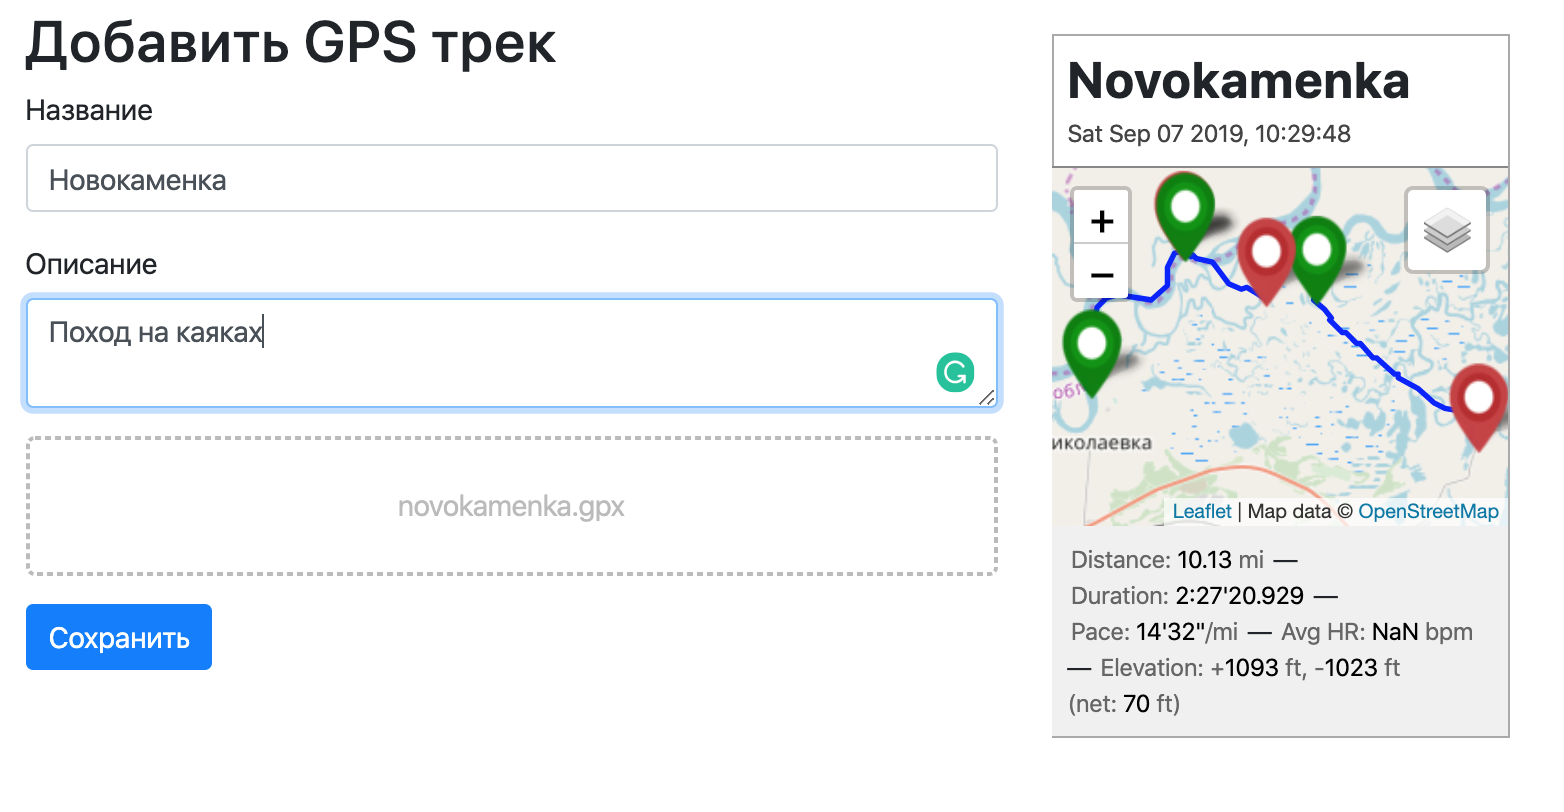 Добавить GPS трек
Название
Новокаменка
Описание
Поход на каяках
novokamenka.gpx
Сохранить
Novokamenka
Sat Sep 07 2019, 10:29:48
+
−
обл
иколаевка
Leaflet | Map data © OpenStreetMap
Distance: 10.13 mi —
Duration: 2:27'20.929 —
Pace: 14'32"/mi — Avg HR: NaN bpm
— Elevation: +1093 ft, -1023 ft
(net: 70 ft)